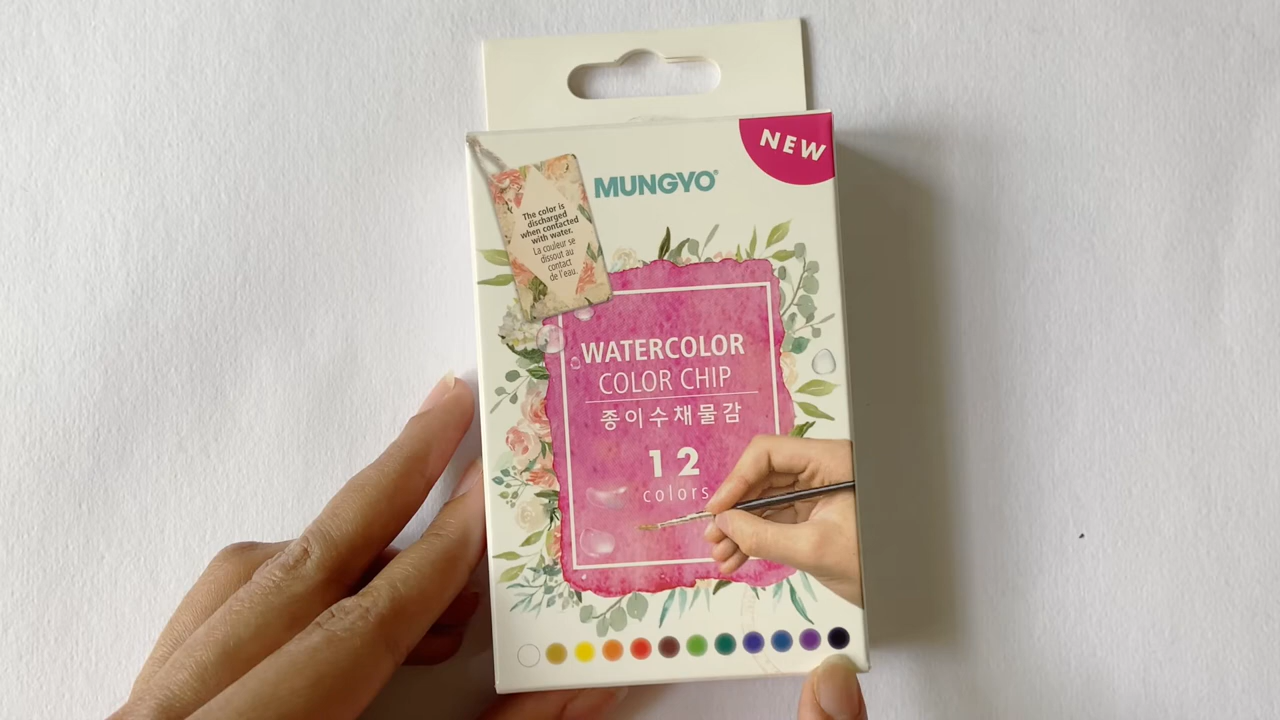 NEW
MUNGYO®
The color is
discharged
when contacted
with water.
La couleur se
dissout au
contact
de l'eau.
WATERCOLOR
COLOR CHIP
종이수채물감
12
colors